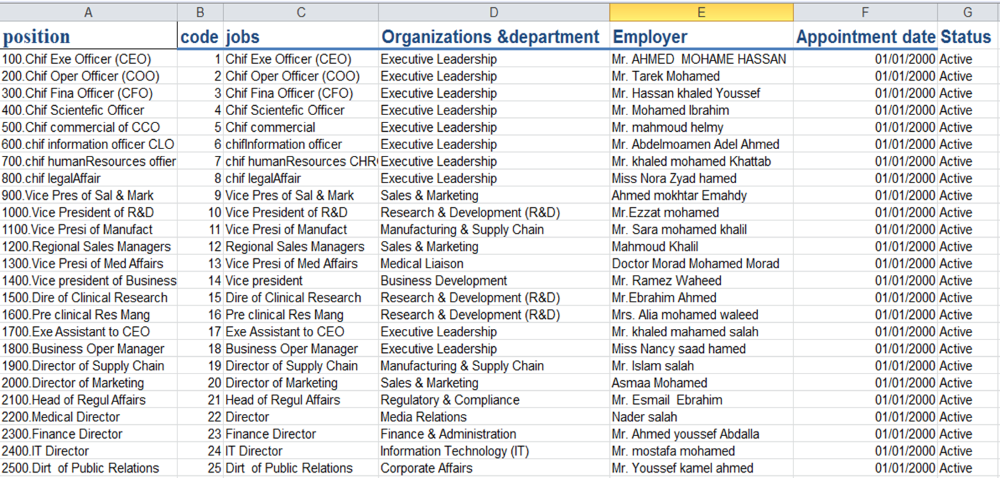 A B C D E F G
position code jobs Organizations &department Employer Appointment date Status
100.Chif Exe Officer (CEO) 1 Chif Exe Officer (CEO) Executive Leadership Mr. AHMED MOHAME HASSAN 01/01/2000 Active
200.Chif Oper Officer (COO) 2 Chif Oper Officer (COO) Executive Leadership Mr. Tarek Mohamed 01/01/2000 Active
300.Chif Fina Officer (CFO) 3 Chif Fina Officer (CFO) Executive Leadership Mr. Hassan khaled Youssef 01/01/2000 Active
400.Chif Scientefic Officer 4 Chif Scientefic Officer Executive Leadership Mr. Mohamed Ibrahim 01/01/2000 Active
500.Chif commercial of CCO 5 Chif commercial Executive Leadership Mr. mahmoud helmy 01/01/2000 Active
600.chif information officer CLO 6 chifInformation officer Executive Leadership Mr. Abdelmoamen Adel Ahmed 01/01/2000 Active
700.chif humanResources offier 7 chif humanResources CHR Executive Leadership Mr. khaled mohamed Khattab 01/01/2000 Active
800.chif legalAffair 8 chif legalAffair Executive Leadership Miss Nora Zyad hamed 01/01/2000 Active
900.Vice Pres of Sal & Mark 9 Vice Pres of Sal & Mark Sales & Marketing Ahmed mokhtar Emahdy 01/01/2000 Active
1000.Vice President of R&D 10 Vice President of R&D Research & Development (R&D) Mr.Ezzat mohamed 01/01/2000 Active
1100.Vice Presi of Manufact 11 Vice Presi of Manufact Manufacturing & Supply Chain Mr. Sara mohamed khalil 01/01/2000 Active
1200.Regional Sales Managers 12 Regional Sales Managers Sales & Marketing Mahmoud Khalil 01/01/2000 Active
1300.Vice Presi of Med Affairs 13 Vice Presi of Med Affairs Medical Liaison Doctor Morad Mohamed Morad 01/01/2000 Active
1400.Vice president of Business 14 Vice president Business Development Mr. Ramez Waheed 01/01/2000 Active
1500.Dire of Clinical Research 15 Dire of Clinical Research Research & Development (R&D) Mr.Ebrahim Ahmed 01/01/2000 Active
1600.Pre clinical Res Mang 16 Pre clinical Res Mang Research & Development (R&D) Mrs. Alia mohamed waleed 01/01/2000 Active
1700.Exe Assistant to CEO 17 Exe Assistant to CEO Executive Leadership Mr. khaled mahamed salah 01/01/2000 Active
1800.Business Oper Manager 18 Business Oper Manager Executive Leadership Miss Nancy saad hamed 01/01/2000 Active
1900.Director of Supply Chain 19 Director of Supply Chain Manufacturing & Supply Chain Mr. Islam salah 01/01/2000 Active
2000.Director of Marketing 20 Director of Marketing Sales & Marketing Asmaa Mohamed 01/01/2000 Active
2100.Head of Regul Affairs 21 Head of Regul Affairs Regulatory & Compliance Mr. Esmail Ebrahim 01/01/2000 Active
2200.Medical Director 22 Director Media Relations Nader salah 01/01/2000 Active
2300.Finance Director 23 Finance Director Finance & Administration Mr. Ahmed youssef Abdalla 01/01/2000 Active
2400.IT Director 24 IT Director Information Technology (IT) Mr. mostafa mohamed 01/01/2000 Active
2500.Dirt of Public Relations 25 Dirt of Public Relations Corporate Affairs Mr. Youssef kamel ahmed 01/01/2000 Active